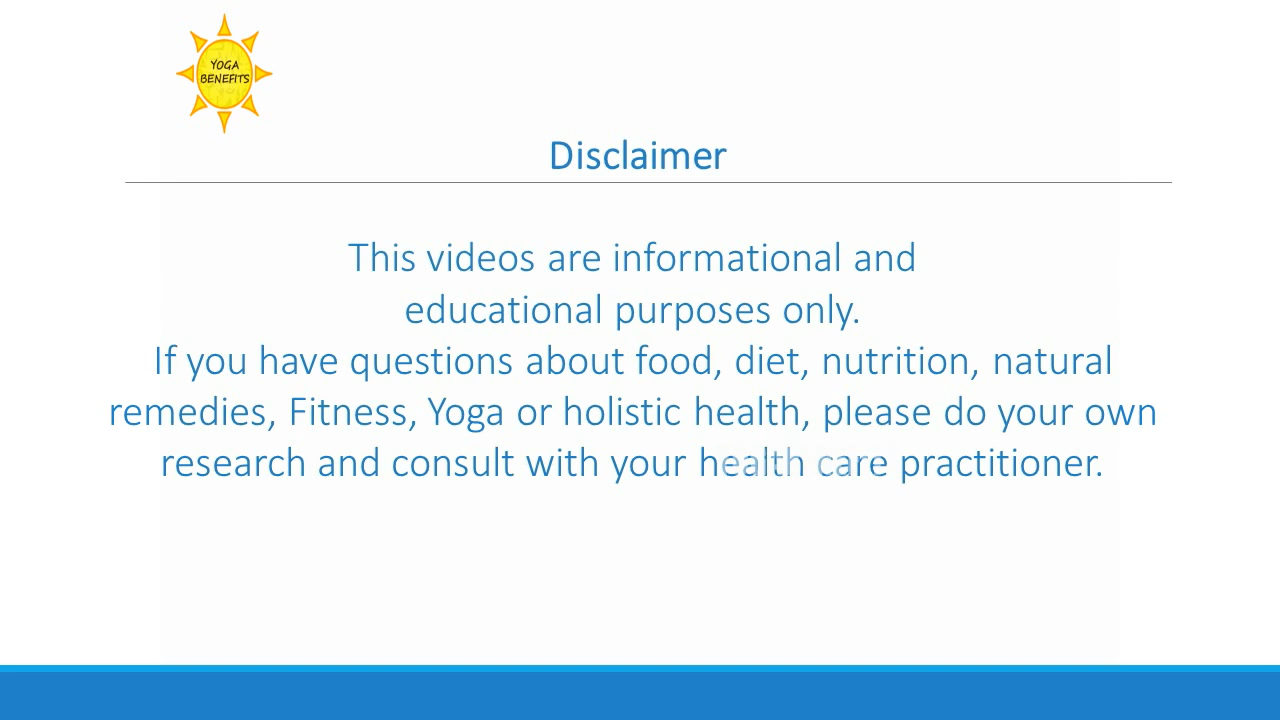 YOGA
BENEFITS
Disclaimer
This videos are informational and
educational purposes only.
If you have questions about food, diet, nutrition, natural
remedies, Fitness, Yoga or holistic health, please do your own
research and consult with your health care practitioner.